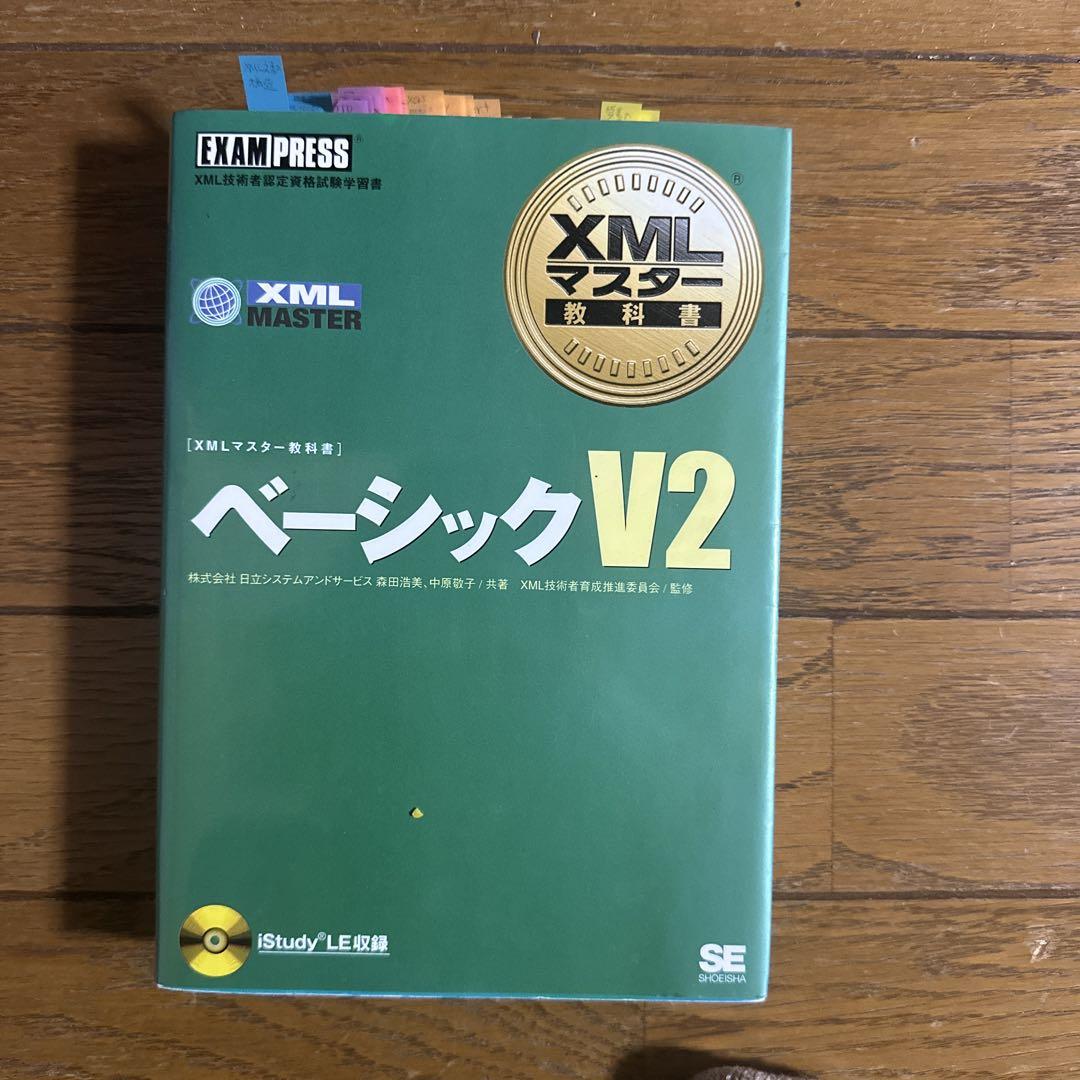 EXAMPRESS®
XML技術者認定資格試験学習書
XML
マスター
教科書
®
XML
MASTER
[XMLマスター教科書]
ベーシックV2
株式会社 日立システムアンドサービス 森田浩美、中原敬子/共著　XML技術者育成推進委員会/監修
iStudy®LE収録
SE
SHOEISHA